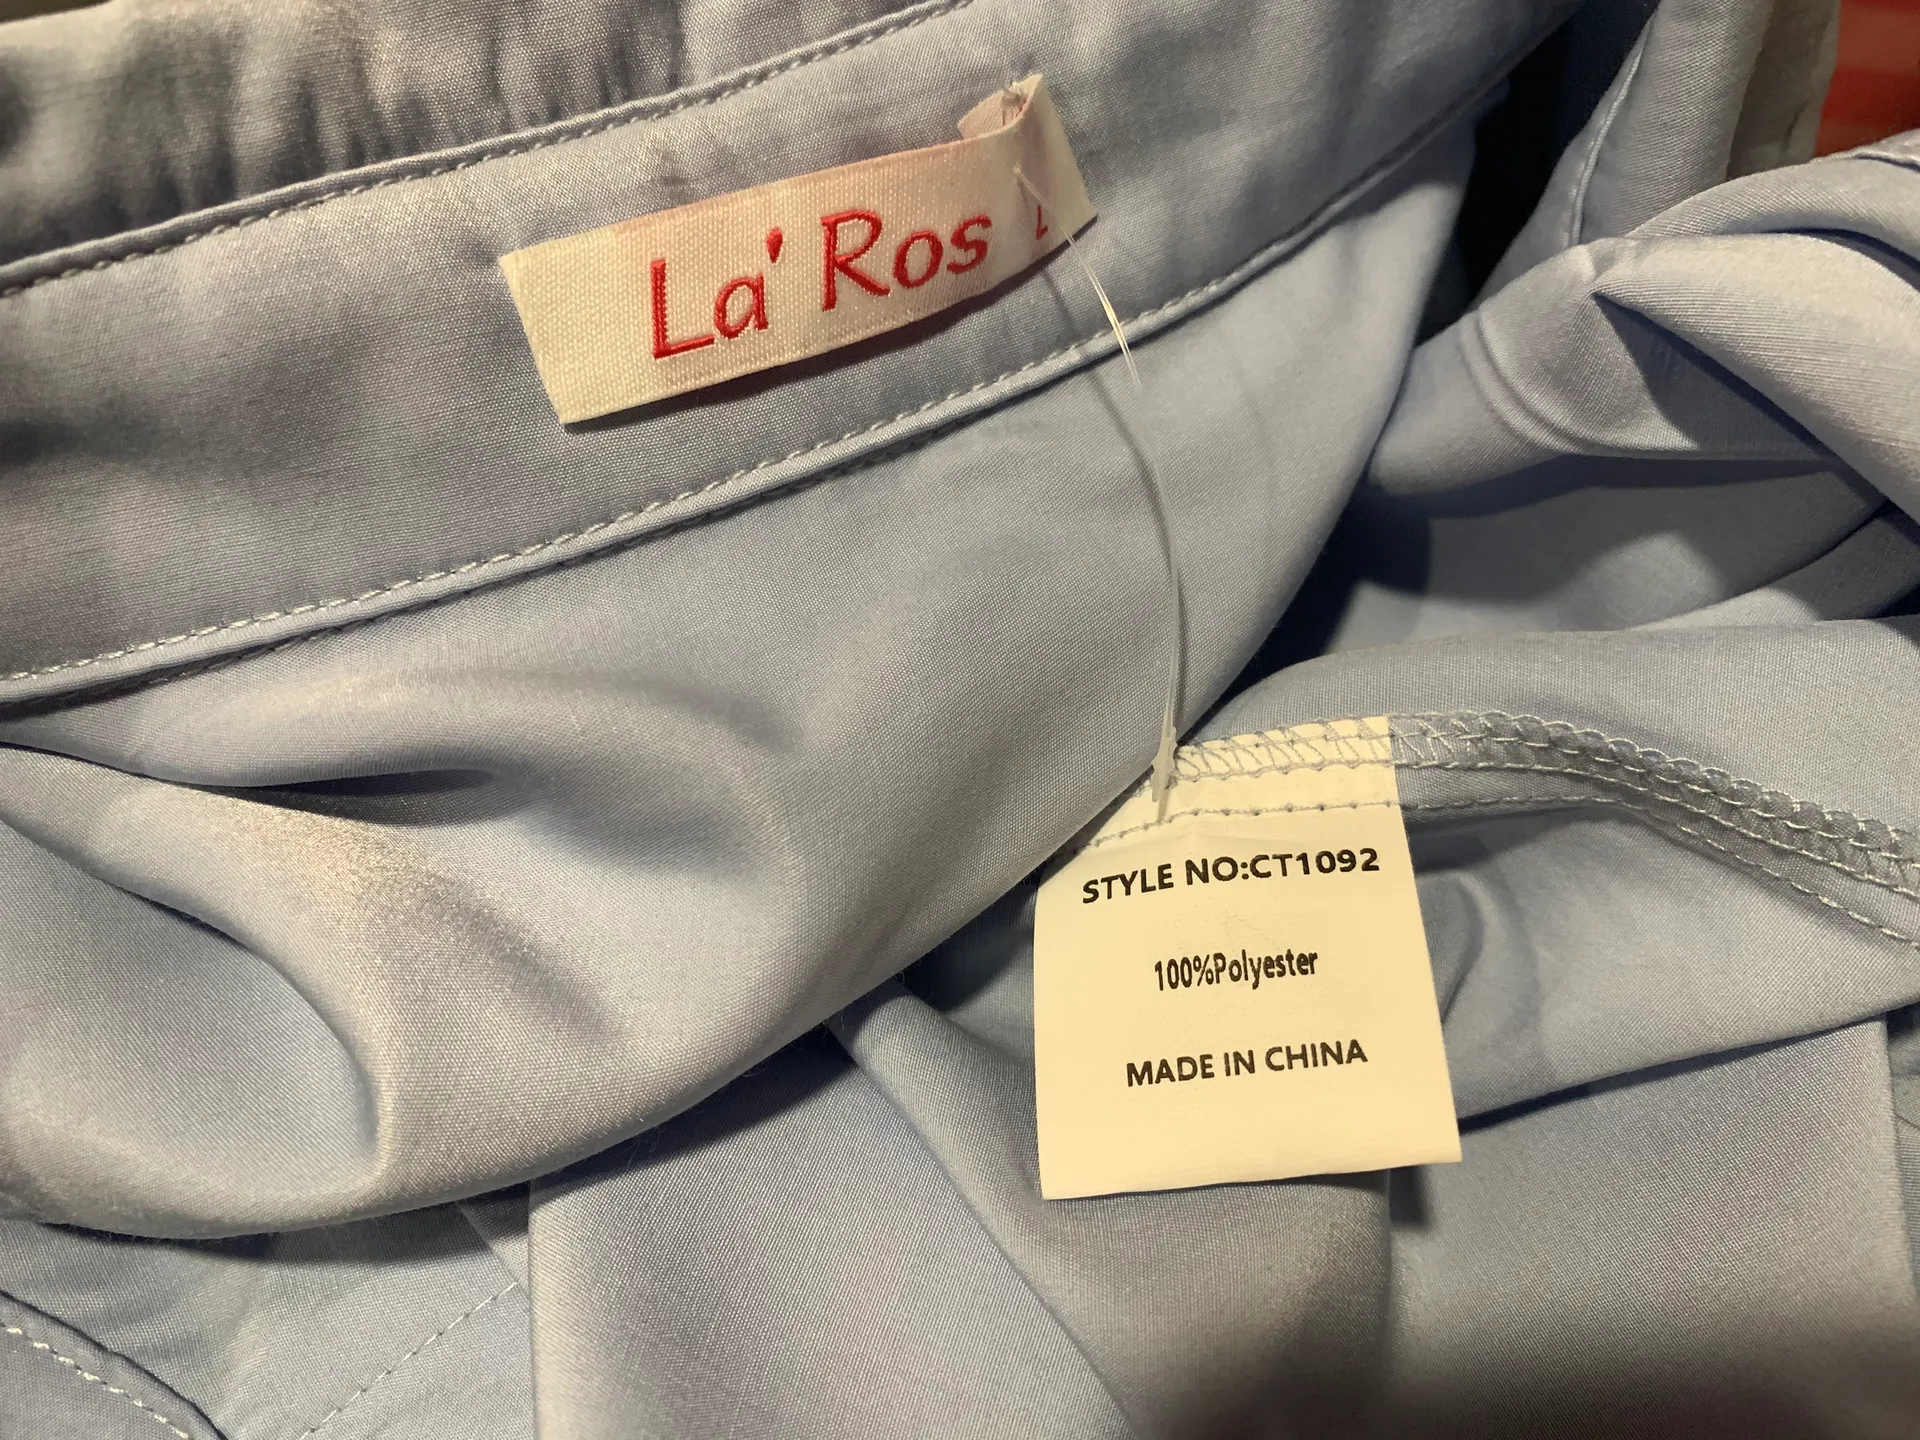 La' Ros
STYLE NO:CT1092
100%Polyester
MADE IN CHINA